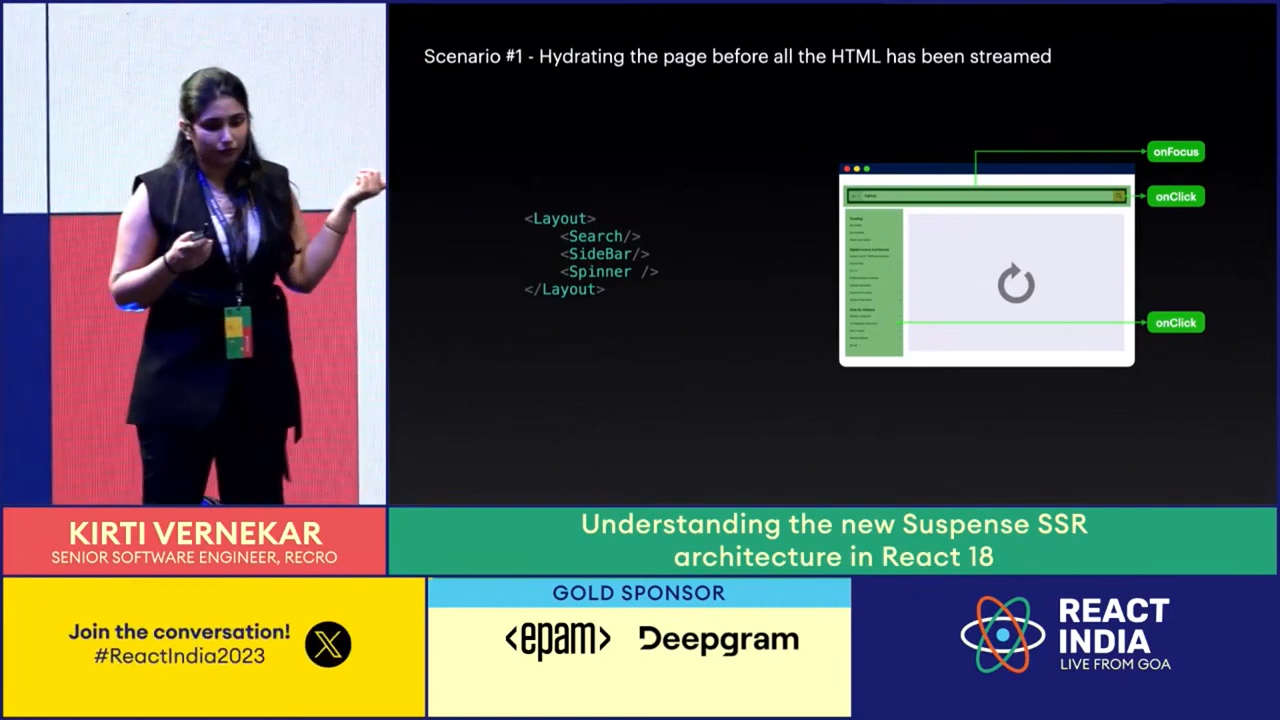 Scenario #1 - Hydrating the page before all the HTML has been streamed
<Layout>
<Search/>
<SideBar/>
<Spinner />
</Layout>
onFocus
onClick
onClick
KIRTI VERNEKAR
SENIOR SOFTWARE ENGINEER, RECRO
Understanding the new Suspense SSR
architecture in React 18
Join the conversation!
#ReactIndia2023
GOLD SPONSOR
<epam>
Deepgram
REACT
INDIA
LIVE FROM GOA